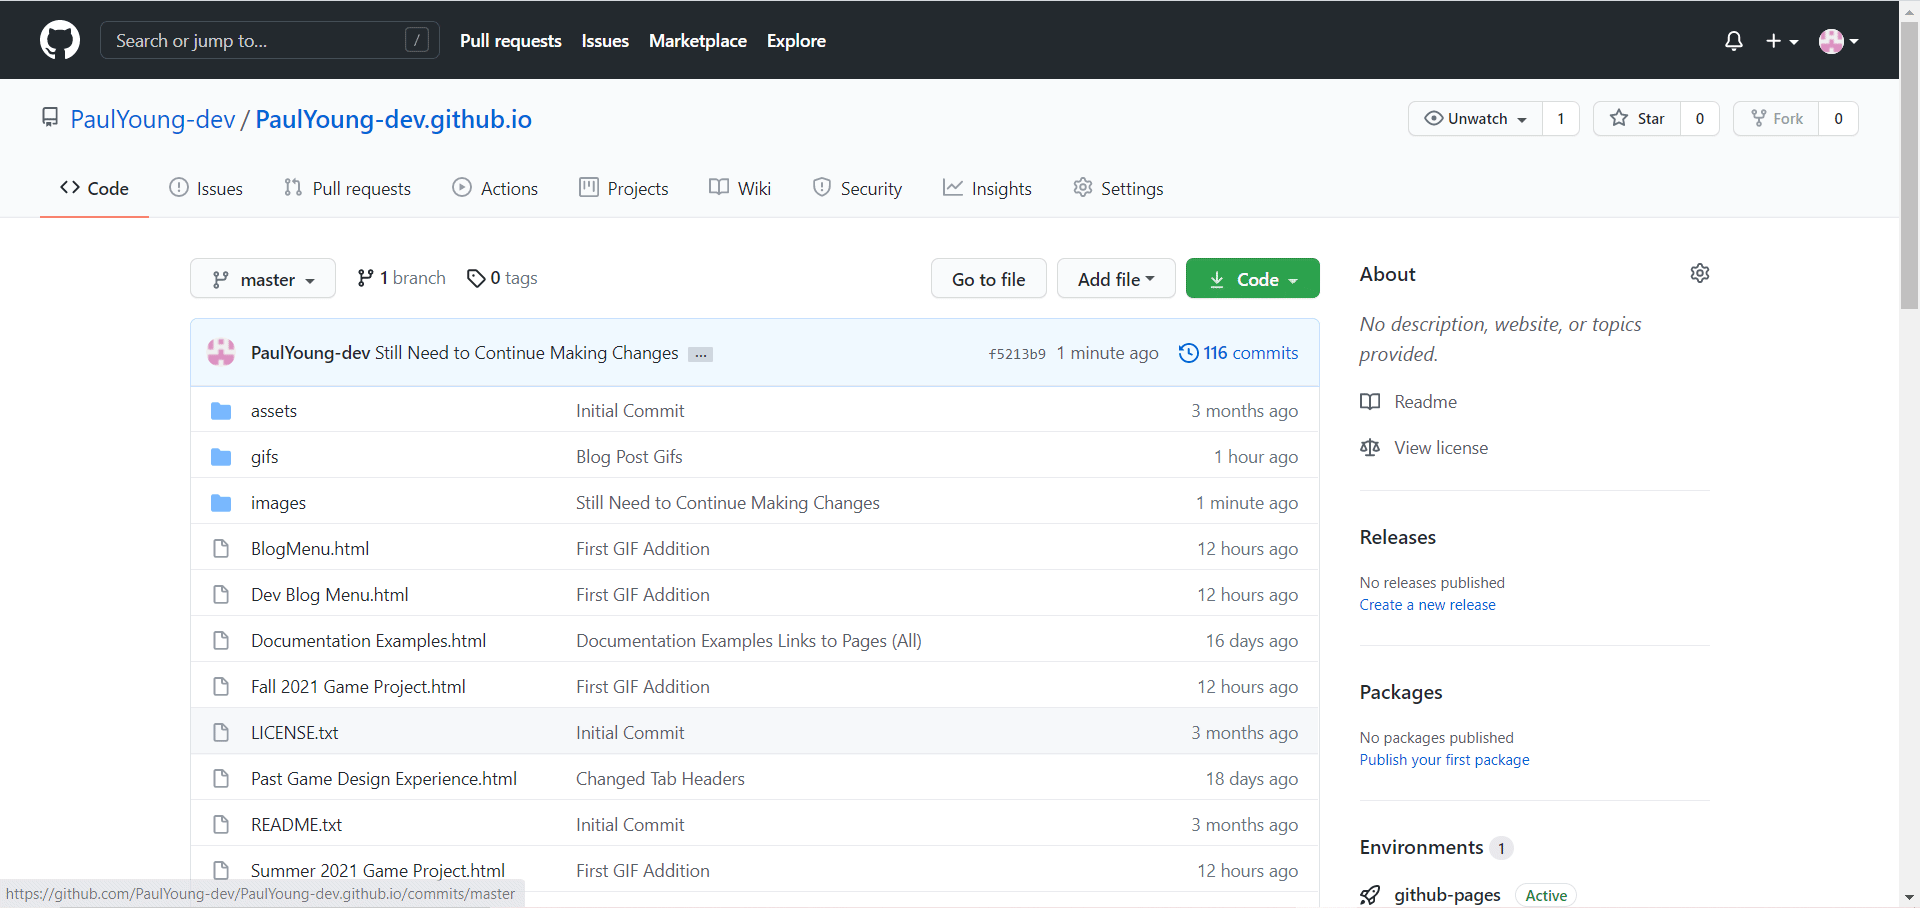 Search or jump to... /
Pull requests Issues Marketplace Explore
PaulYoung-dev / PaulYoung-dev.github.io
Unwatch 1 Star 0 Fork 0
Code Issues Pull requests Actions Projects Wiki Security Insights Settings
master 1 branch 0 tags
Go to file Add file Code
PaulYoung-dev Still Need to Continue Making Changes ... f5213b9 1 minute ago 116 commits
assets Initial Commit 3 months ago
gifs Blog Post Gifs 1 hour ago
images Still Need to Continue Making Changes 1 minute ago
BlogMenu.html First GIF Addition 12 hours ago
Dev Blog Menu.html First GIF Addition 12 hours ago
Documentation Examples.html Documentation Examples Links to Pages (All) 16 days ago
Fall 2021 Game Project.html First GIF Addition 12 hours ago
LICENSE.txt Initial Commit 3 months ago
Past Game Design Experience.html Changed Tab Headers 18 days ago
README.txt Initial Commit 3 months ago
Summer 2021 Game Project.html First GIF Addition 12 hours ago
About
No description, website, or topics
provided.
Readme
View license
Releases
No releases published
Create a new release
Packages
No packages published
Publish your first package
Environments 1
github-pages Active
https://github.com/PaulYoung-dev/PaulYoung-dev.github.io/commits/master